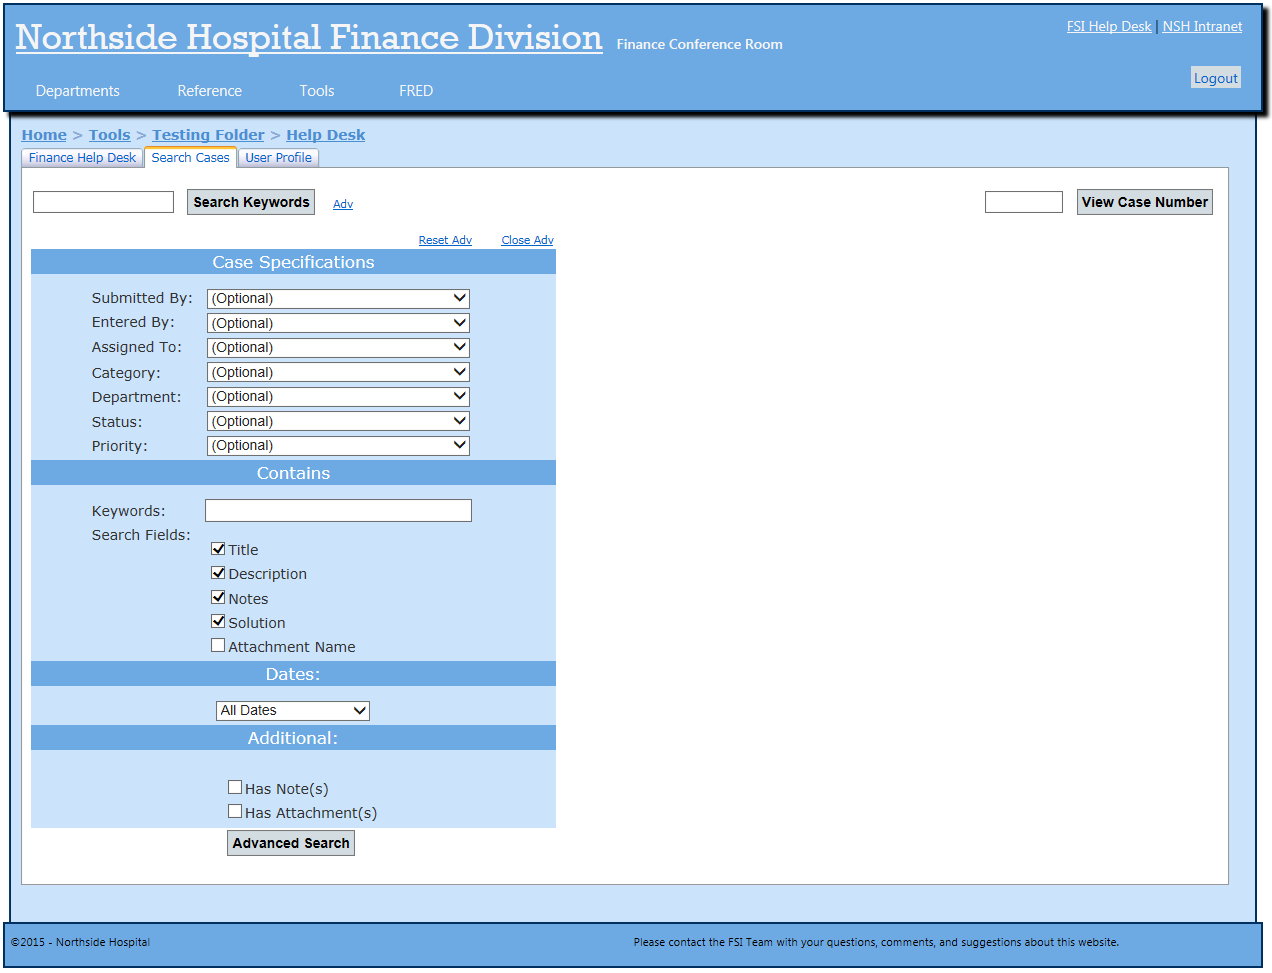 Northside Hospital Finance Division Finance Conference Room
FSI Help Desk | NSH Intranet
Logout
Departments Reference Tools FRED
Home > Tools > Testing Folder > Help Desk
Finance Help Desk Search Cases User Profile
Search Keywords Adv View Case Number
Reset Adv Close Adv
Case Specifications
Submitted By: (Optional)
Entered By: (Optional)
Assigned To: (Optional)
Category: (Optional)
Department: (Optional)
Status: (Optional)
Priority: (Optional)
Contains
Keywords:
Search Fields:
Title
Description
Notes
Solution
Attachment Name
Dates:
All Dates
Additional:
Has Note(s)
Has Attachment(s)
Advanced Search
©2015 - Northside Hospital Please contact the FSI Team with your questions, comments, and suggestions about this website.